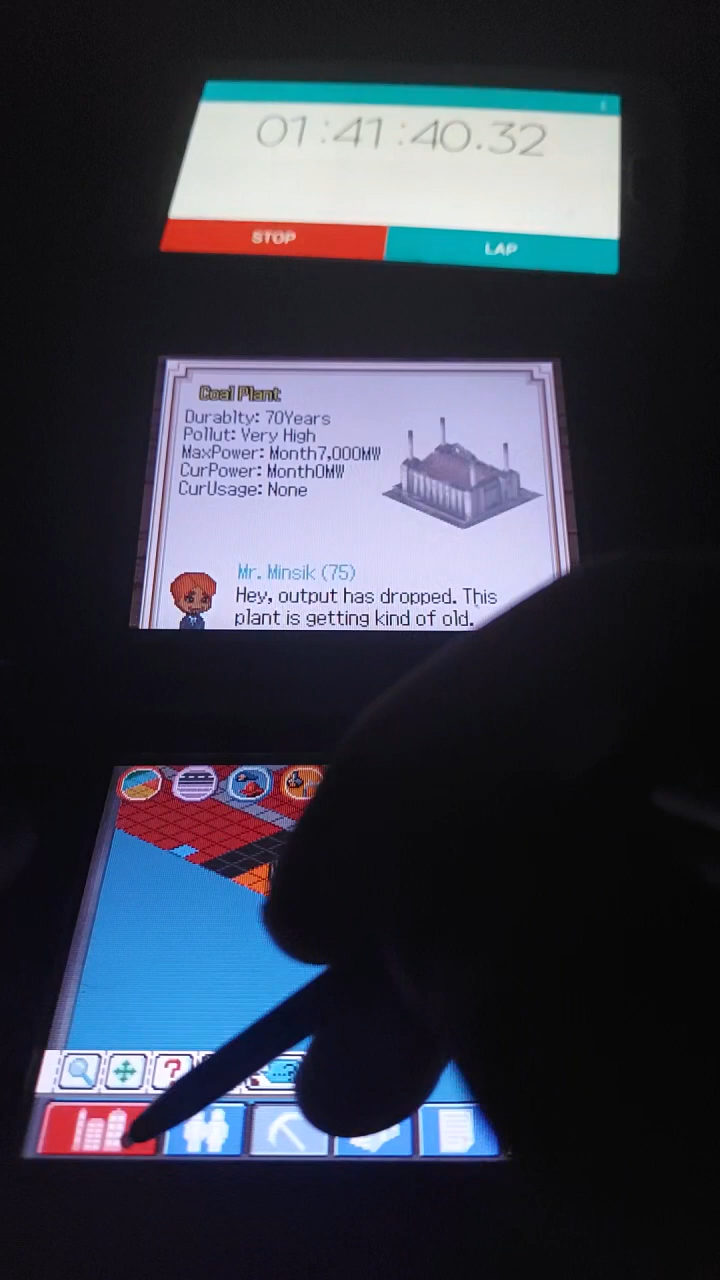 01:41:40.32
STOP
LAP
Coal Plant
Durablty: 70Years
Pollut: Very High
MaxPower: Month7,000MW
CurPower: Month0MW
CurUsage: None
Mr. Minsik (75)
Hey, output has dropped. This
plant is getting kind of old.
?
...?